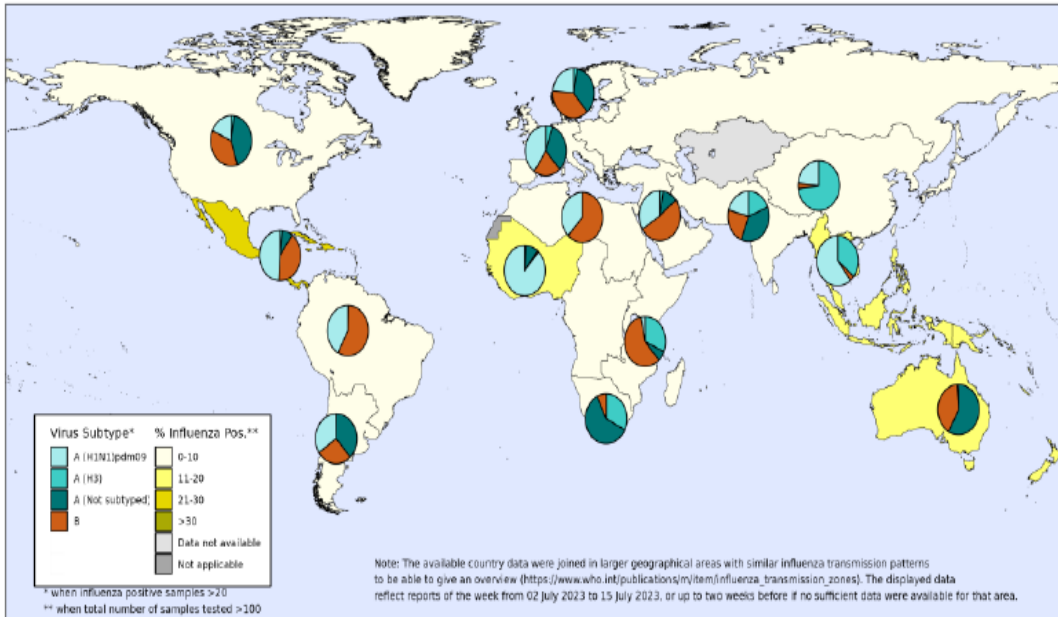 Virus Subtype*
A (H1N1)pdm09
A (H3)
A (Not subtyped)
B
% Influenza Pos.**
0-10
11-20
21-30
>30
Data not available
Not applicable
* when influenza positive samples >20
** when total number of samples tested >100
Note: The available country data were joined in larger geographical areas with similar influenza transmission patterns
to be able to give an overview (https://www.who.int/publications/m/item/influenza_transmission_zones). The displayed data
reflect reports of the week from 02 July 2023 to 15 July 2023, or up to two weeks before if no sufficient data were available for that area.